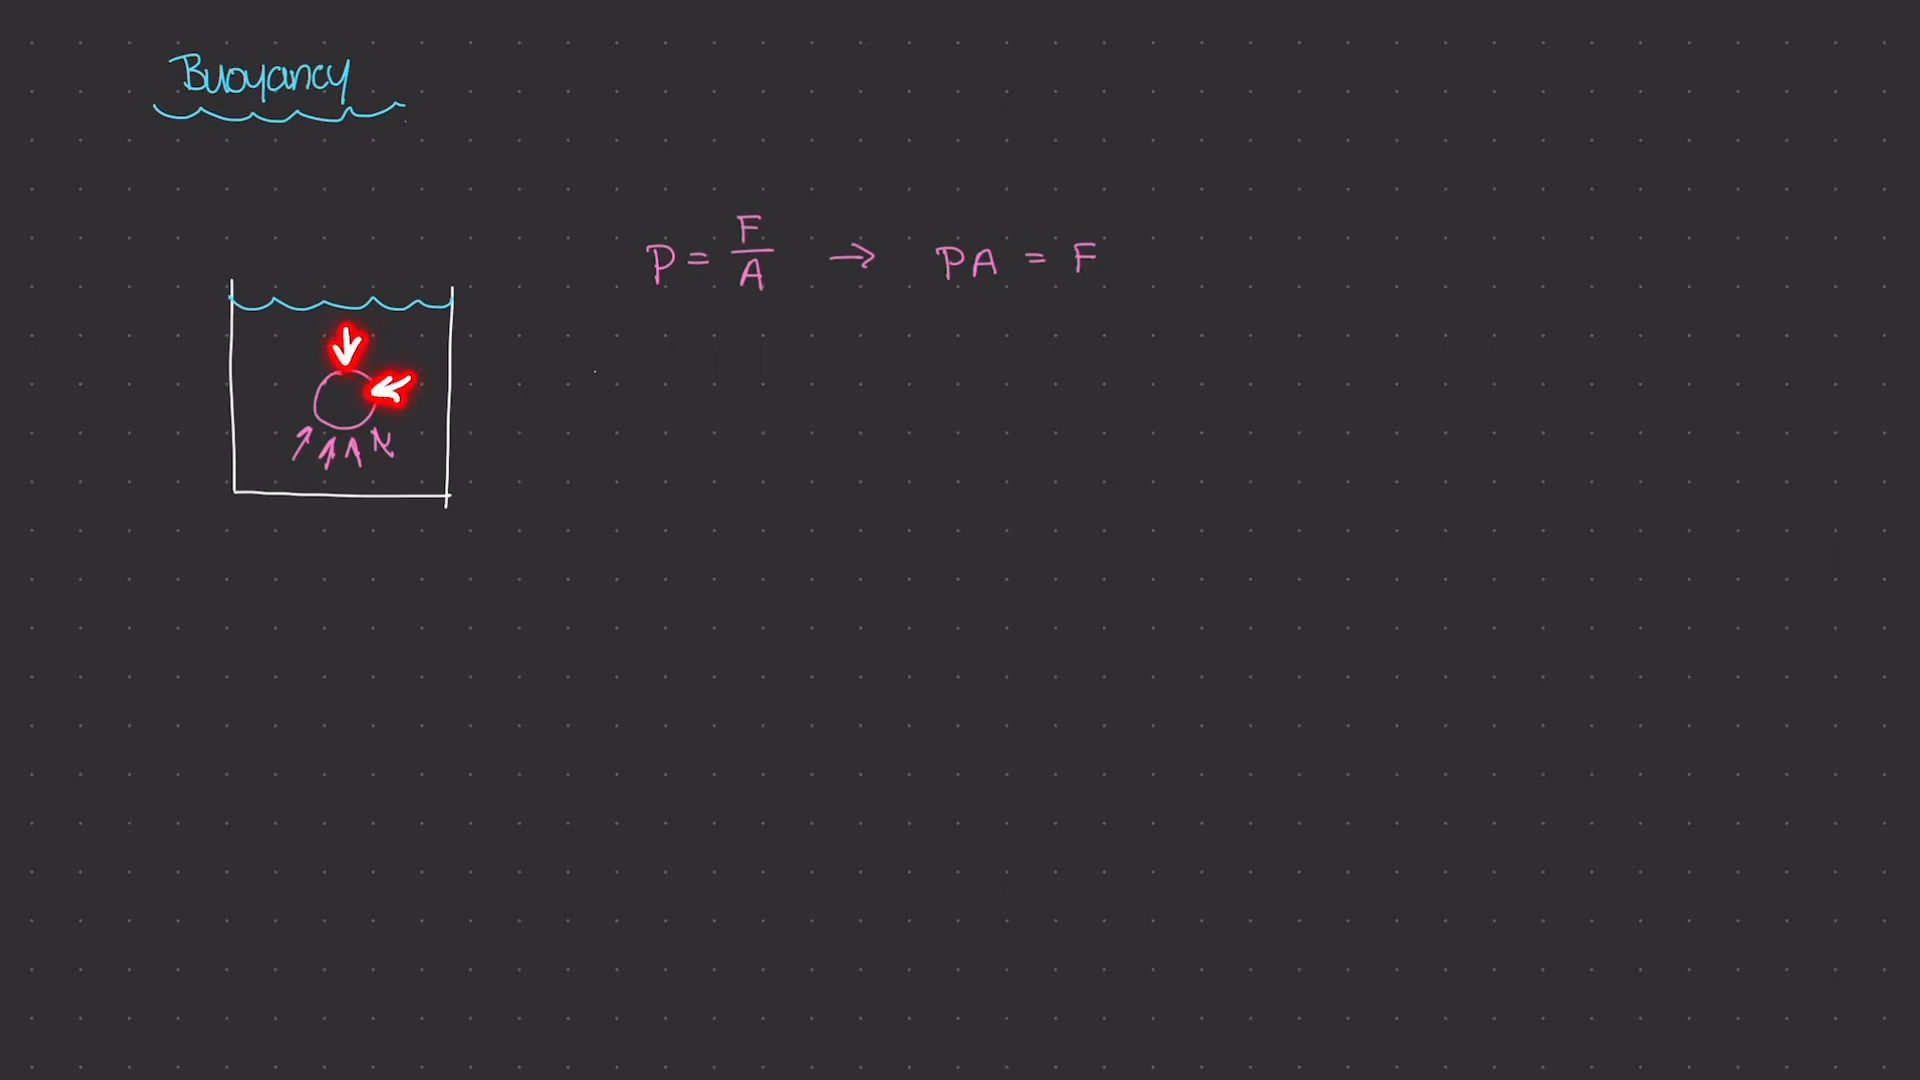 Buoyancy
P = F/A → PA = F